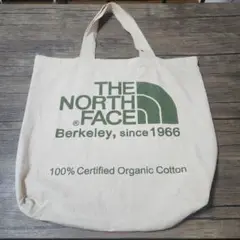 THE
NORTH
FACE®
Berkeley, since 1966
100% Certified Organic Cotton